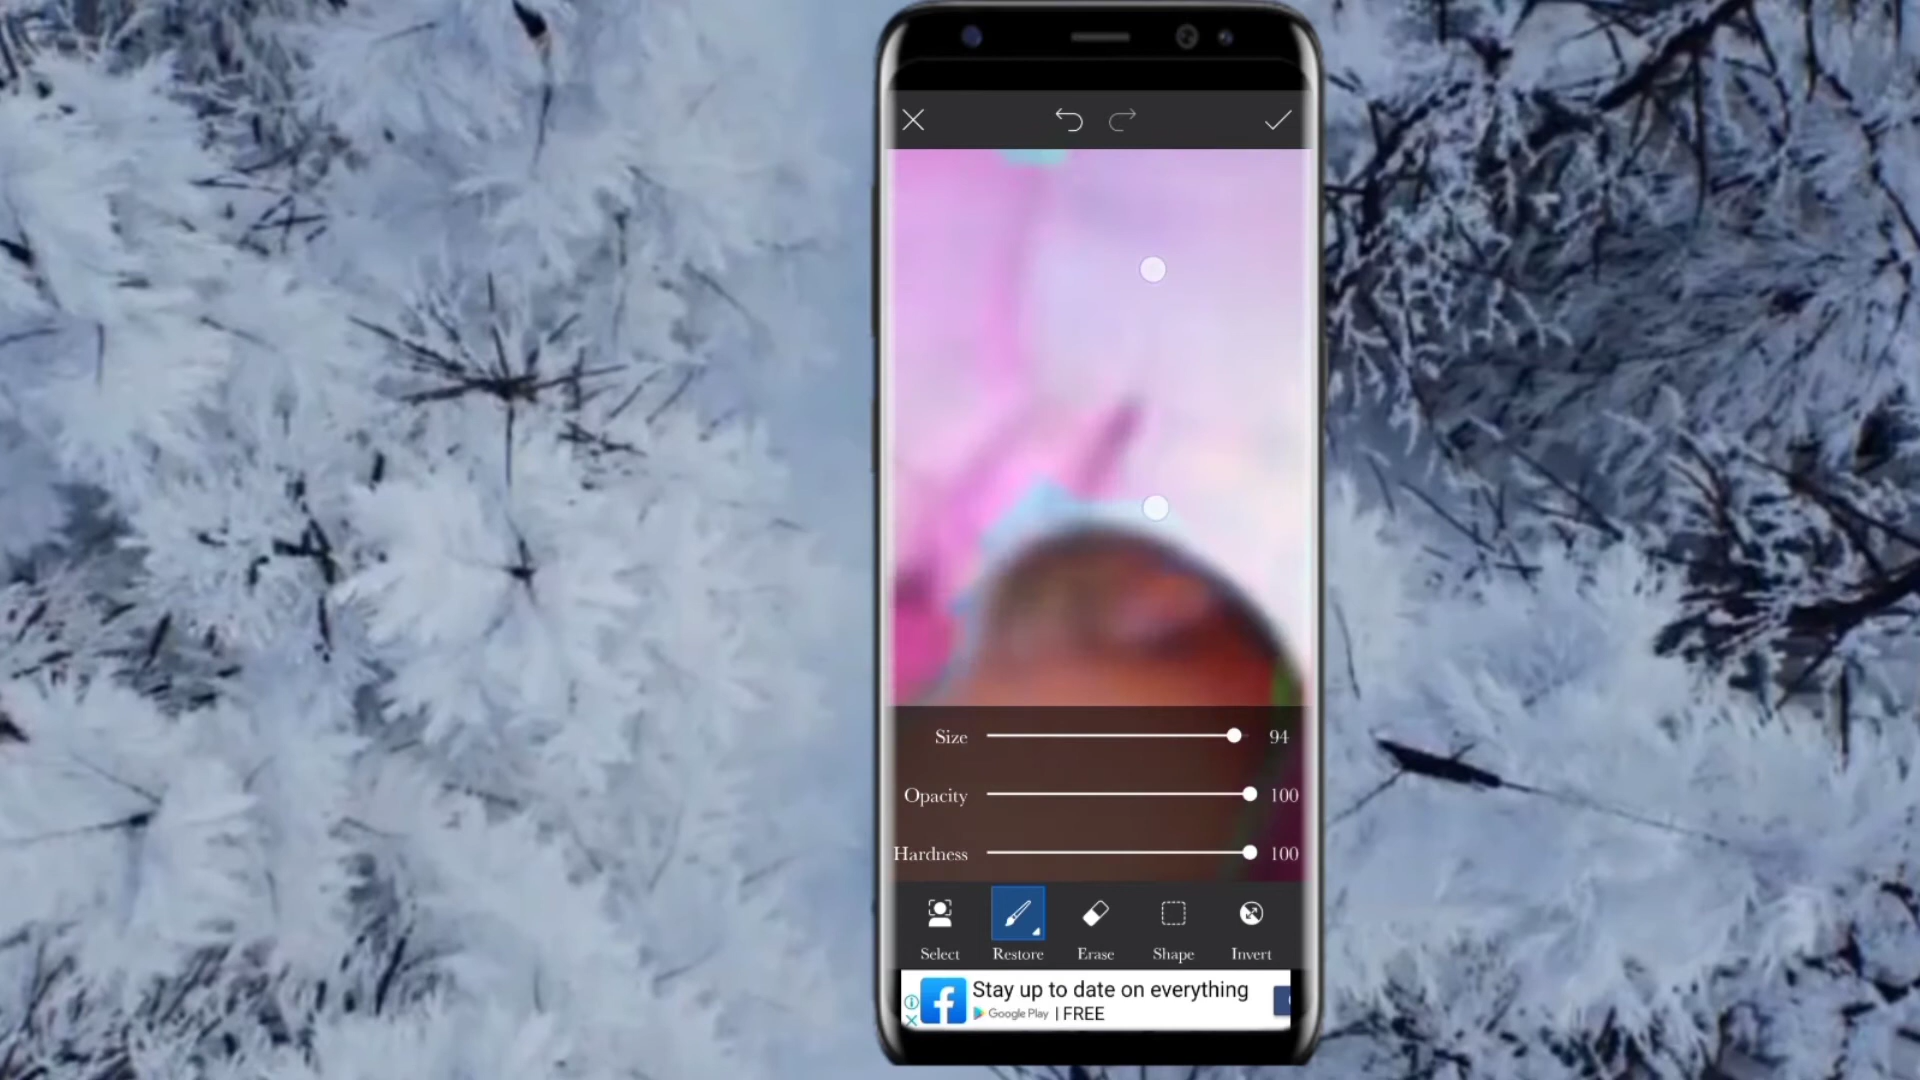 Size 94
Opacity 100
Hardness 100
Select Restore Erase Shape Invert
Stay up to date on everything
Google Play | FREE